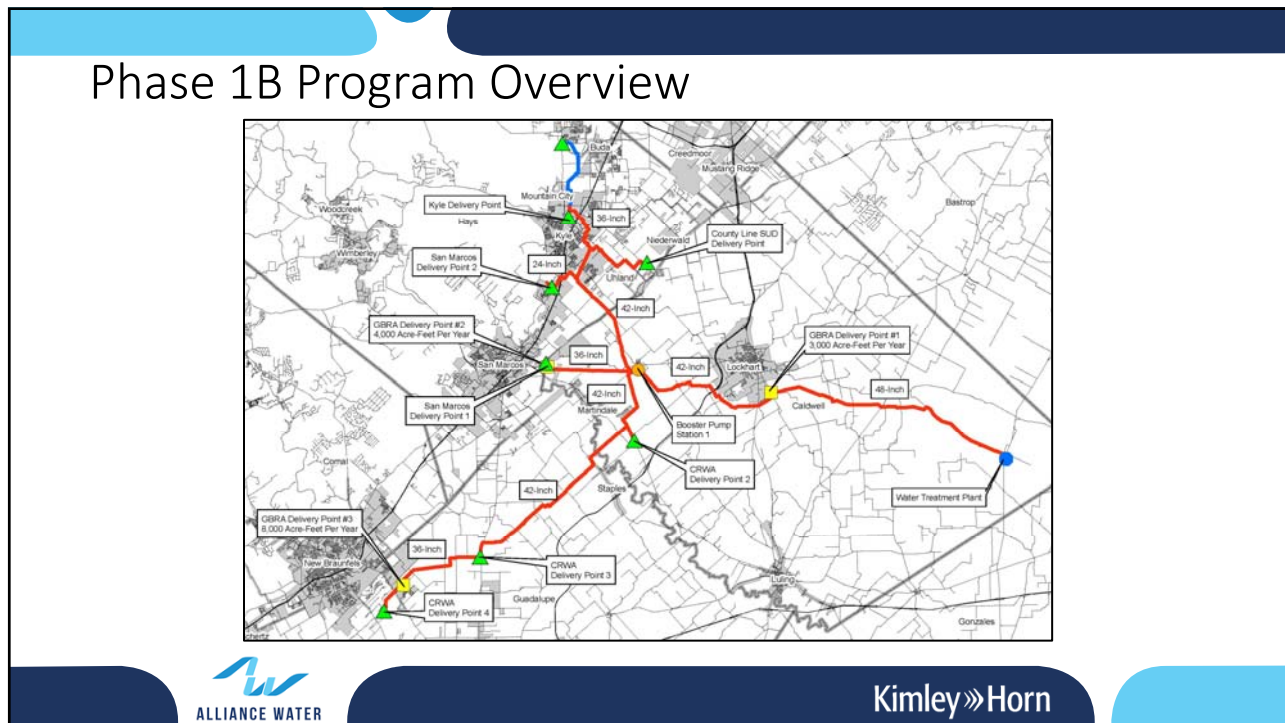 Phase 1B Program Overview
Buda
Creedmoor
Mustang Ridge
Bastrop
Mountain City
Woodcreek
Kyle Delivery Point
Hays
36-Inch
Kyle
Niederwald
County Line SUD
Delivery Point
Wimberley
San Marcos
Delivery Point 2
24-Inch
Uhland
42-Inch
GBRA Delivery Point #2
4,000 Acre-Feet Per Year
GBRA Delivery Point #1
3,000 Acre-Feet Per Year
36-Inch
San Marcos
42-Inch
Lockhart
48-Inch
42-Inch
San Marcos
Delivery Point 1
Martindale
Caldwell
Booster Pump
Station 1
Comal
CRWA
Delivery Point 2
42-Inch
Staples
Water Treatment Plant
GBRA Delivery Point #3
8,000 Acre-Feet Per Year
36-Inch
New Braunfels
CRWA
Delivery Point 3
Luling
CRWA
Delivery Point 4
Guadalupe
Gonzales
chertz
ALLIANCE WATER
Kimley»Horn